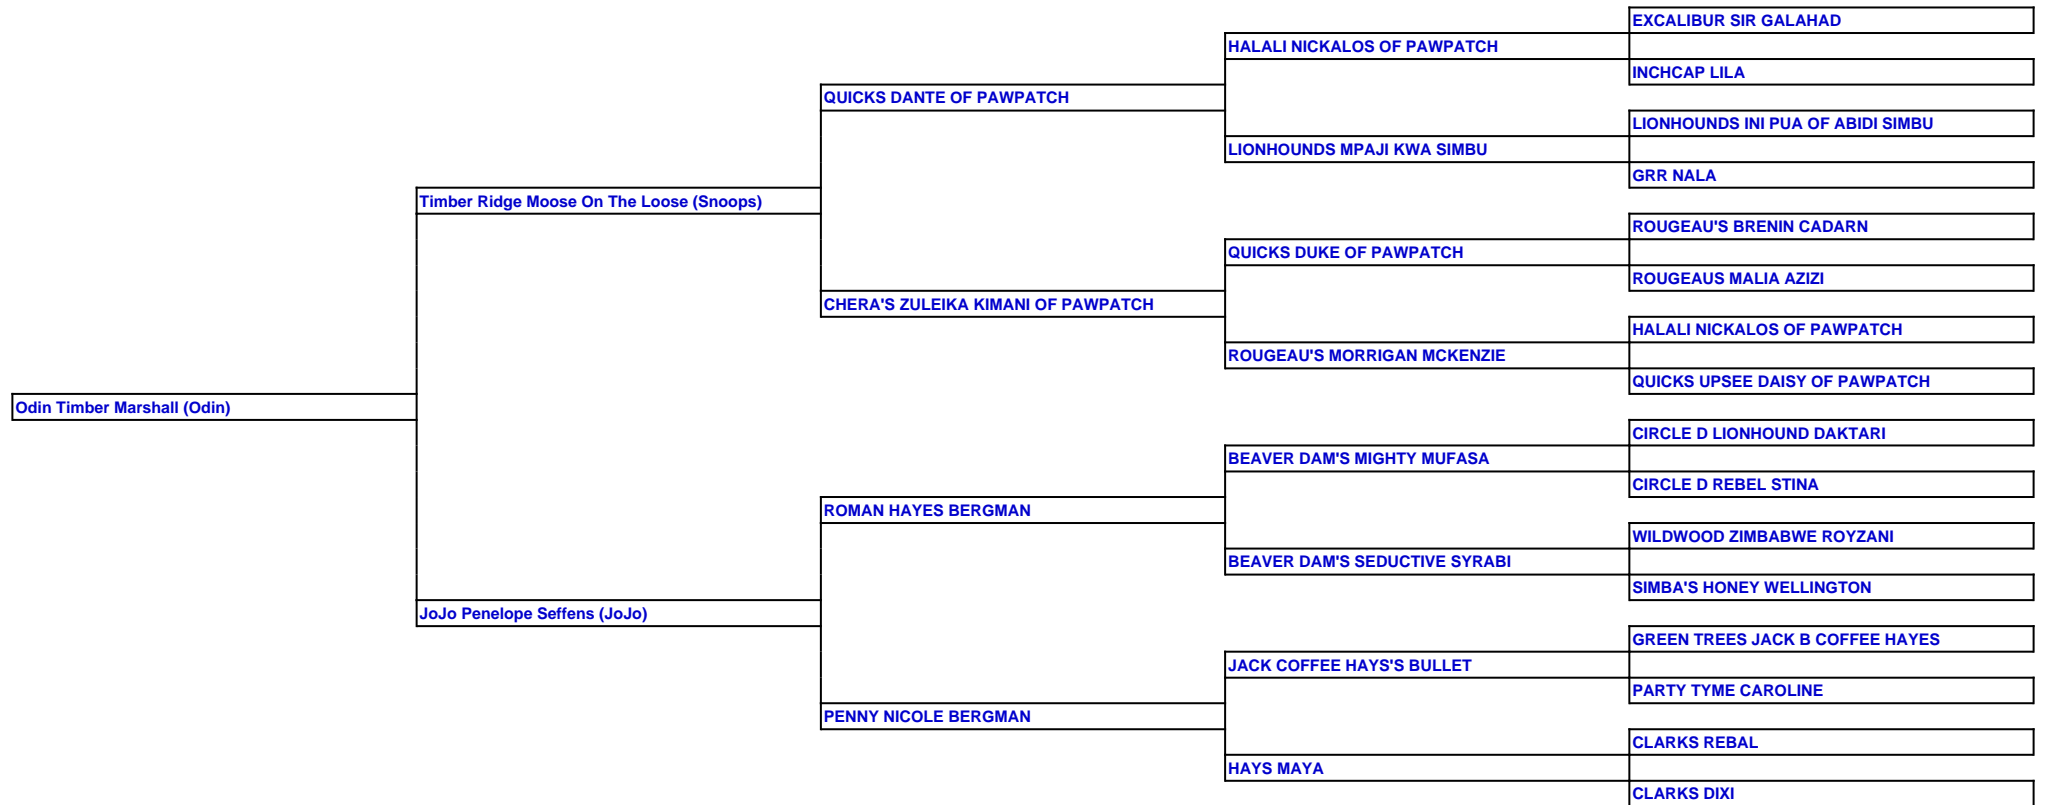 EXCALIBUR SIR GALAHAD
HALALI NICKALOS OF PAWPATCH
INCHCAP LILA
QUICKS DANTE OF PAWPATCH
LIONHOUNDS INI PUA OF ABIDI SIMBU
LIONHOUNDS MPAJI KWA SIMBU
GRR NALA
Timber Ridge Moose On The Loose (Snoops)
ROUGEAU'S BRENIN CADARN
QUICKS DUKE OF PAWPATCH
ROUGEAUS MALIA AZIZI
CHERA'S ZULEIKA KIMANI OF PAWPATCH
HALALI NICKALOS OF PAWPATCH
ROUGEAU'S MORRIGAN MCKENZIE
QUICKS UPSEE DAISY OF PAWPATCH
Odin Timber Marshall (Odin)
CIRCLE D LIONHOUND DAKTARI
BEAVER DAM'S MIGHTY MUFASA
CIRCLE D REBEL STINA
ROMAN HAYES BERGMAN
WILDWOOD ZIMBABWE ROYZANI
BEAVER DAM'S SEDUCTIVE SYRABI
SIMBA'S HONEY WELLINGTON
JoJo Penelope Seffens (JoJo)
GREEN TREES JACK B COFFEE HAYES
JACK COFFEE HAYS'S BULLET
PARTY TYME CAROLINE
PENNY NICOLE BERGMAN
CLARKS REBAL
HAYS MAYA
CLARKS DIXI